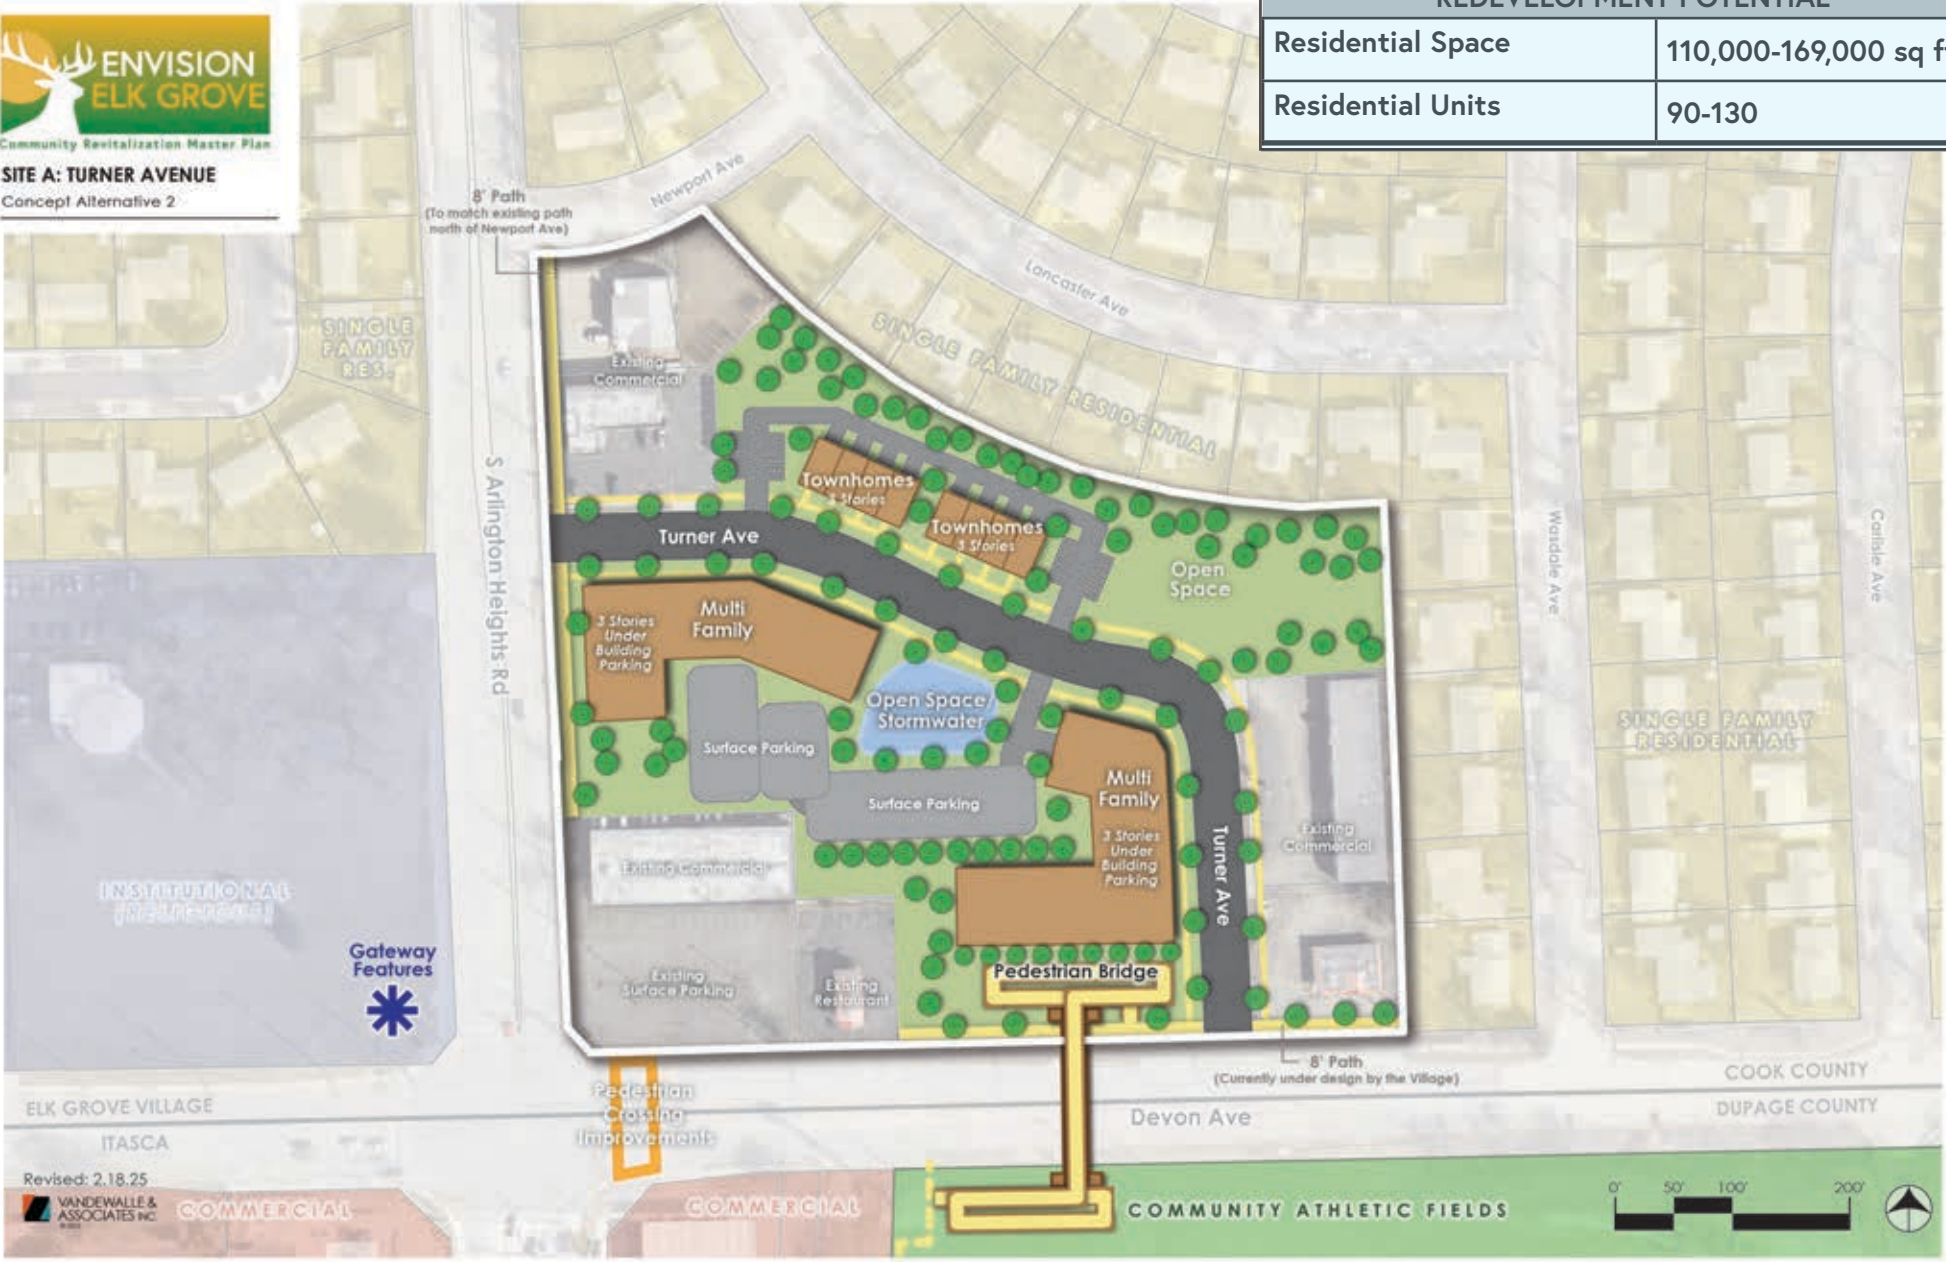 REDEVELOPMENT POTENTIAL
Residential Space
110,000-169,000 sq f
Residential Units
90-130
ENVISION
ELK GROVE
Community Revitalization Master Plan
SITE A: TURNER AVENUE
Concept Alternative 2
8' Path
(To match existing path
north of Newport Ave)
Newport Ave
Lancaster Ave
SINGLE
FAMILY
RES.
SINGLE FAMILY RESIDENTIAL
Existing
Commercial
S Arlington Heights Rd
Townhomes
3 Stories
Townhomes
3 Stories
Turner Ave
Open
Space
Wasdale Ave
Carlisle Ave
Multi
Family
3 Stories
Under
Building
Parking
Open Space/
Stormwater
Surface Parking
Surface Parking
Multi
Family
3 Stories
Under
Building
Parking
Turner Ave
Existing
Commercial
SINGLE FAMILY
RESIDENTIAL
Existing Commercial
INSTITUTIONAL
(RELIGIOUS)
Gateway
Features
Existing
Surface Parking
Existing
Restaurant
Pedestrian Bridge
8' Path
(Currently under design by the Village)
Pedestrian
Crossing
Improvements
ELK GROVE VILLAGE
ITASCA
Devon Ave
COOK COUNTY
DUPAGE COUNTY
Revised: 2.18.25
VANDEWALLE &
ASSOCIATES INC.
COMMERCIAL
COMMERCIAL
COMMUNITY ATHLETIC FIELDS
0' 50' 100' 200'